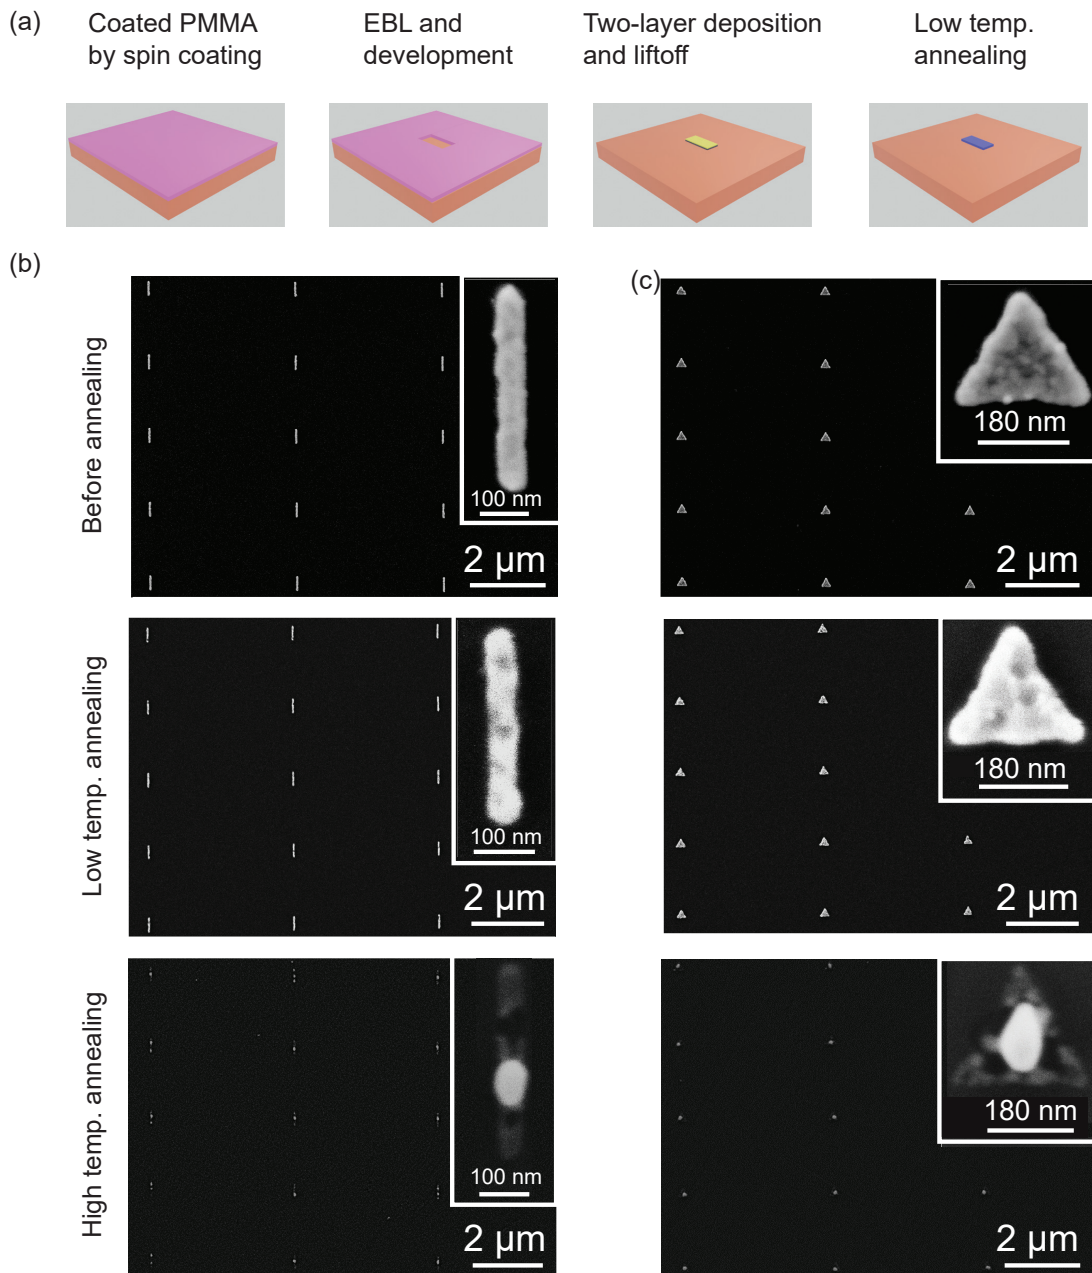 (a)
Coated PMMA
by spin coating
EBL and
development
Two-layer deposition
and liftoff
Low temp.
annealing
(b)
(c)
Before annealing
100 nm
2 µm
180 nm
2 µm
Low temp. annealing
100 nm
2 µm
180 nm
2 µm
High temp. annealing
100 nm
2 µm
180 nm
2 µm